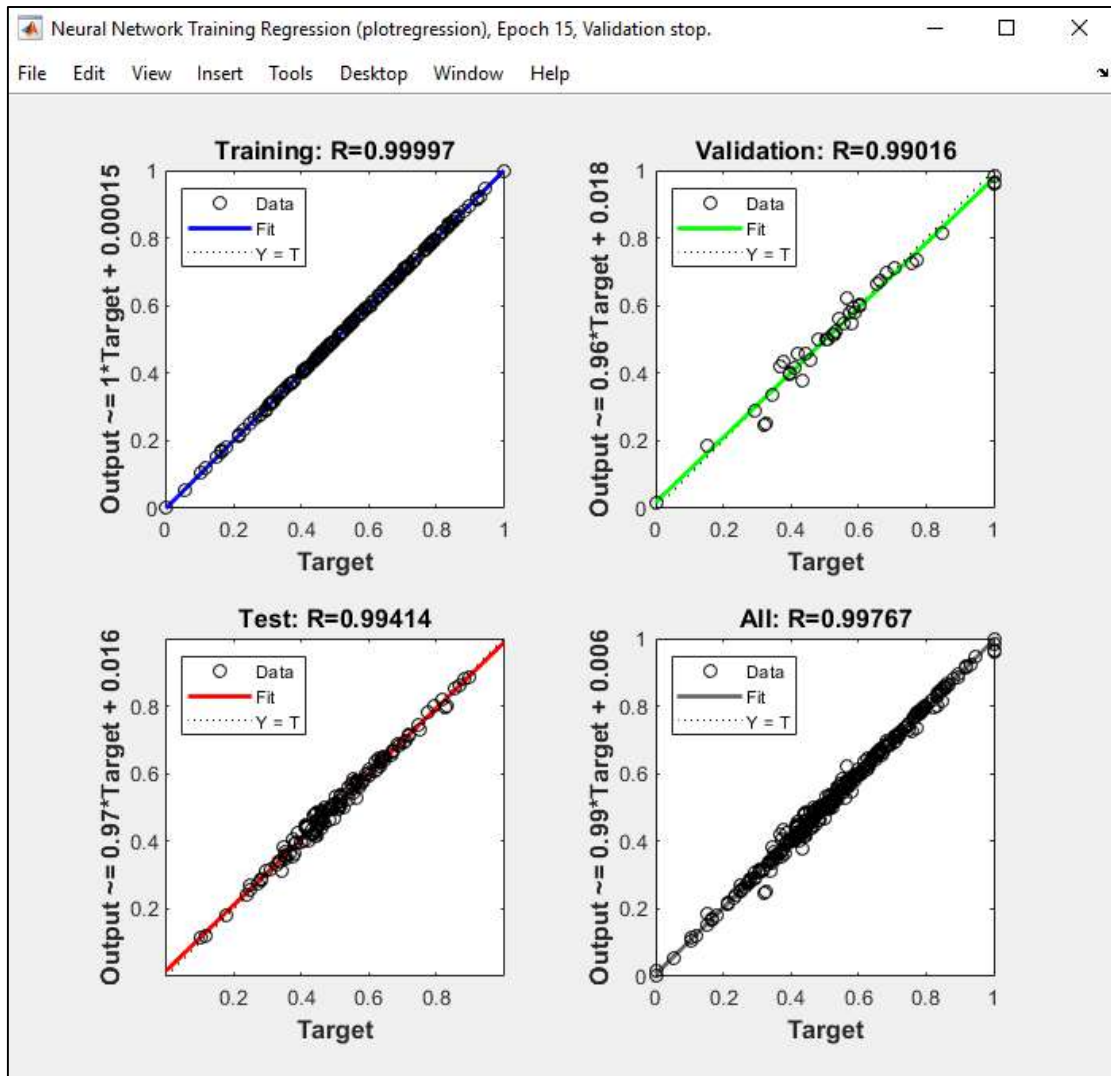 Neural Network Training Regression (plotregression), Epoch 15, Validation stop.
File Edit View Insert Tools Desktop Window Help
Training: R=0.99997
Output ~= 1*Target + 0.00015
1
0.8
0.6
0.4
0.2
0
Data
Fit
Y = T
0 0.2 0.4 0.6 0.8 1
Target
Validation: R=0.99016
Output ~= 0.96*Target + 0.018
1
0.8
0.6
0.4
0.2
0
Data
Fit
Y = T
0 0.2 0.4 0.6 0.8 1
Target
Test: R=0.99414
Output ~= 0.97*Target + 0.016
0.8
0.6
0.4
0.2
Data
Fit
Y = T
0.2 0.4 0.6 0.8
Target
All: R=0.99767
Output ~= 0.99*Target + 0.006
1
0.8
0.6
0.4
0.2
0
Data
Fit
Y = T
0 0.2 0.4 0.6 0.8 1
Target